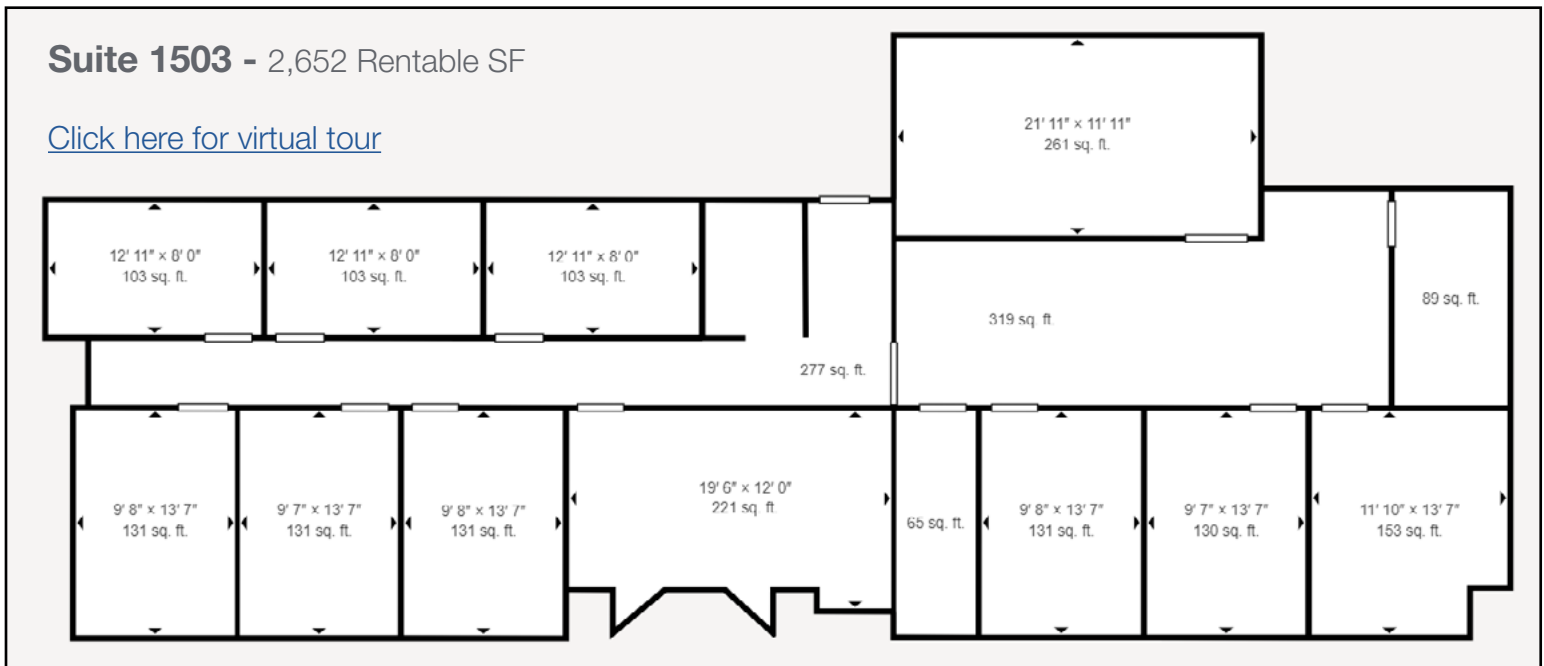 Suite 1503 - 2,652 Rentable SF
Click here for virtual tour
21' 11" × 11' 11"
261 sq. ft.
12' 11" × 8' 0"
103 sq. ft.
12' 11" × 8' 0"
103 sq. ft.
12' 11" × 8' 0"
103 sq. ft.
89 sq. ft.
319 sq. ft.
277 sq. ft.
9' 8" × 13' 7"
131 sq. ft.
9' 7" × 13' 7"
131 sq. ft.
9' 8" × 13' 7"
131 sq. ft.
19' 6" × 12' 0"
221 sq. ft.
65 sq. ft.
9' 8" × 13' 7"
131 sq. ft.
9' 7" × 13' 7"
130 sq. ft.
11' 10" × 13' 7"
153 sq. ft.